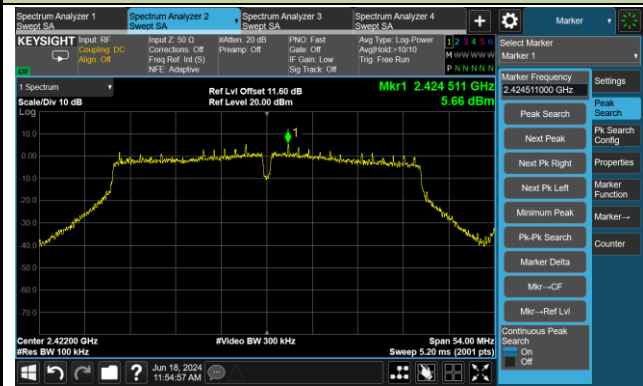 Spectrum Analyzer 1
Swept SA
Spectrum Analyzer 2
Swept SA
Spectrum Analyzer 3
Swept SA
Spectrum Analyzer 4
Swept SA
Marker
KEYSIGHT
Input: RF
Coupling: DC
Align: Off
Input Z: 50 Ω
Corrections: Off
Freq Ref: Int (S)
NFE: Adaptive
#Atten: 20 dB
Preamp: Off
PNO: Fast
Gate: Off
IF Gain: Low
Sig Track: Off
Avg Type: Log-Power
Avg|Hold:>10/10
Trig: Free Run
1 2 3 4 5 6
M W W W W W
P N N N N N
Select Marker
Marker 1
1 Spectrum
Scale/Div 10 dB
Log
Ref Lvl Offset 11.60 dB
Ref Level 20.00 dBm
Mkr1 2.424 511 GHz
5.66 dBm
1
10.0
0.00
-10.0
-20.0
-30.0
-40.0
-50.0
-60.0
-70.0
Center 2.42200 GHz
#Res BW 100 kHz
#Video BW 300 kHz
Span 54.00 MHz
Sweep 5.20 ms (2001 pts)
Marker Frequency
2.424511000 GHz
Peak Search
Next Peak
Next Pk Right
Next Pk Left
Minimum Peak
Pk-Pk Search
Marker Delta
Mkr→CF
Mkr→Ref Lvl
Continuous Peak
Search
On
Off
Settings
Peak
Search
Pk Search
Config
Properties
Marker
Function
Marker→
Counter
Jun 18, 2024
11:54:57 AM